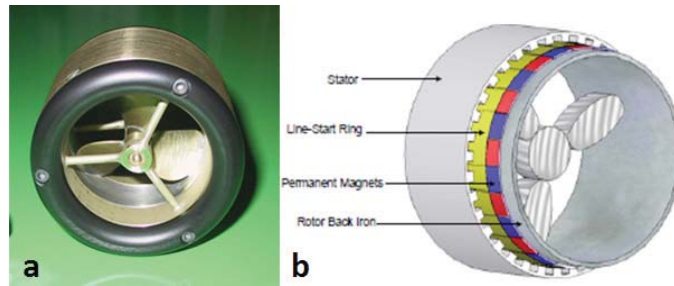 a
b
Stator
Line-Start Ring
Permanent Magnets
Rotor Back Iron